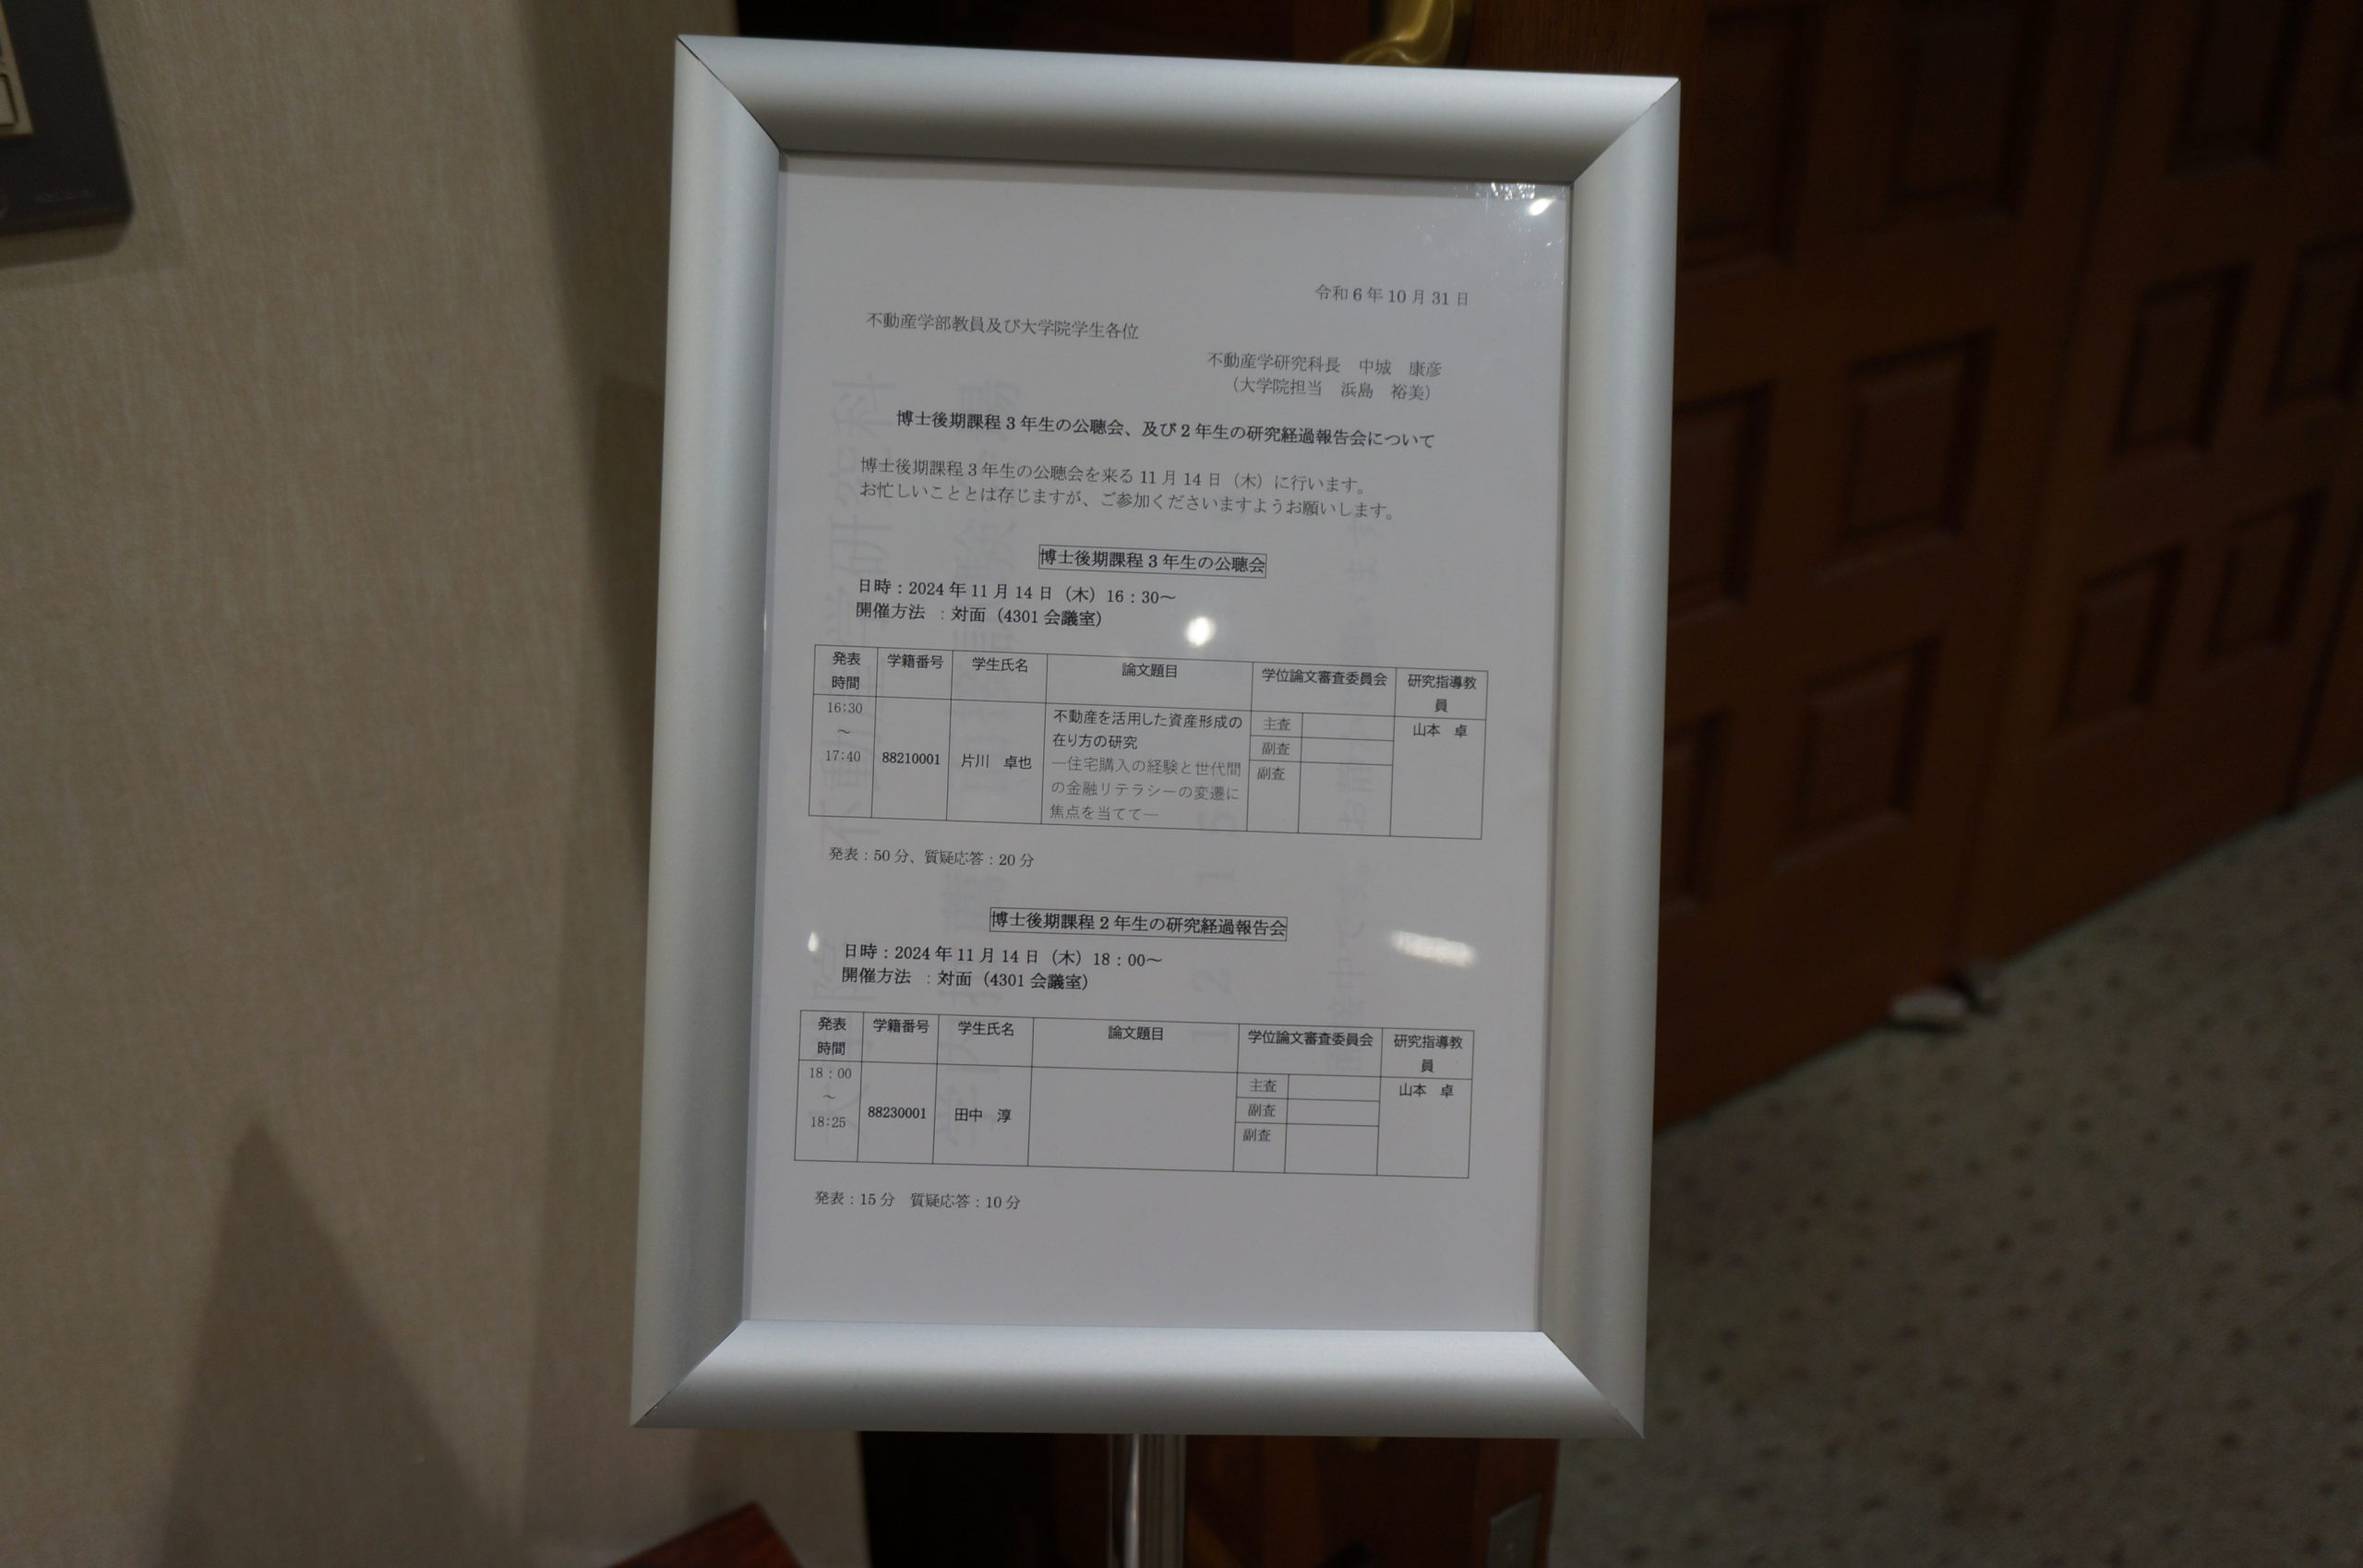 令和6年10月31日
不動産学部教員及び大学院学生各位
不動産学研究科長　中城　康彦
（大学院担当　浜島　裕美）
博士後期課程3年生の公聴会、及び2年生の研究経過報告会について
博士後期課程3年生の公聴会を来る11月14日（木）に行います。
お忙しいこととは存じますが、ご参加くださいますようお願いします。
博士後期課程3年生の公聴会
日時：2024年11月14日（木）16：30～
開催方法 ：対面（4301会議室）
発表時間 学籍番号 学生氏名 論文題目 学位論文審査委員会 研究指導教員
16:30
～
17:40
88210001
片川　卓也
不動産を活用した資産形成の
在り方の研究
―住宅購入の経験と世代間
の金融リテラシーの変遷に
焦点を当てて―
主査
副査
副査
山本　卓
発表：50分、質疑応答：20分
博士後期課程2年生の研究経過報告会
日時：2024年11月14日（木）18：00～
開催方法 ：対面（4301会議室）
発表時間 学籍番号 学生氏名 論文題目 学位論文審査委員会 研究指導教員
18：00
～
18:25
88230001
田中　淳
主査
副査
副査
山本　卓
発表：15分　質疑応答：10分